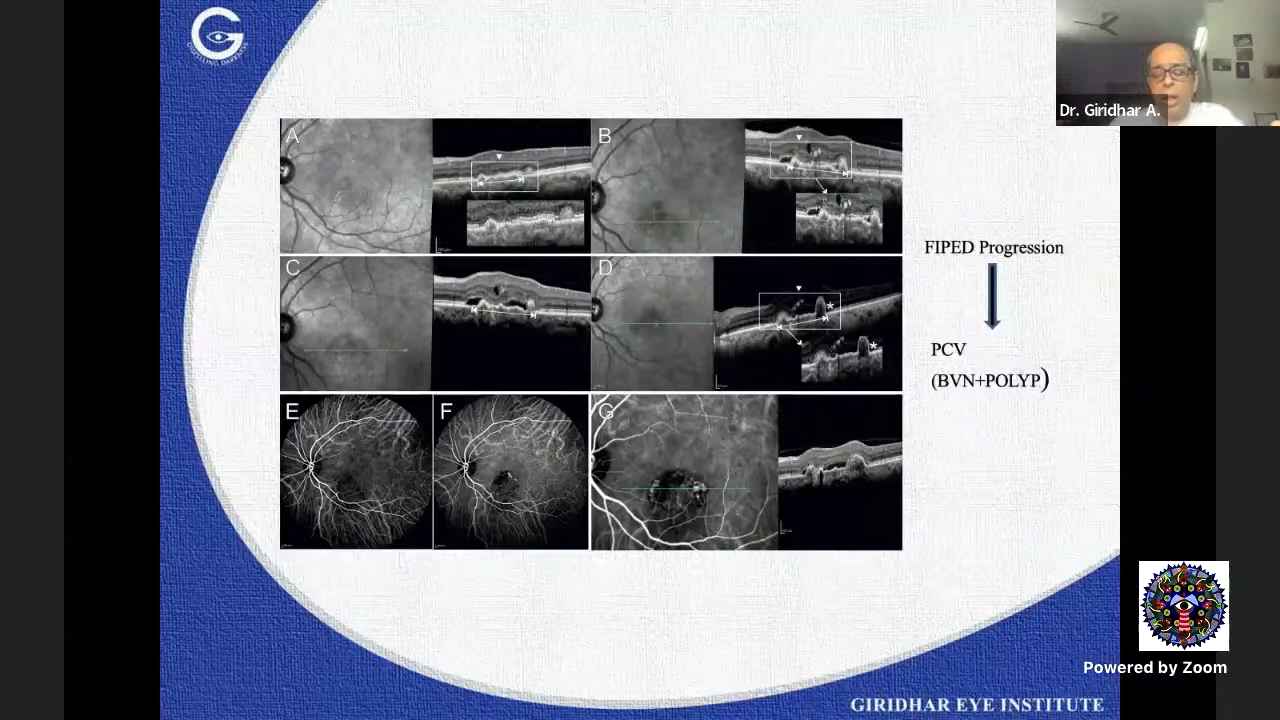 Dr. Giridhar A.
A
B
C
D
*
*
E
F
G
FIPED Progression
PCV
(BVN+POLYP)
Powered by Zoom
GIRIDHAR EYE INSTITUTE